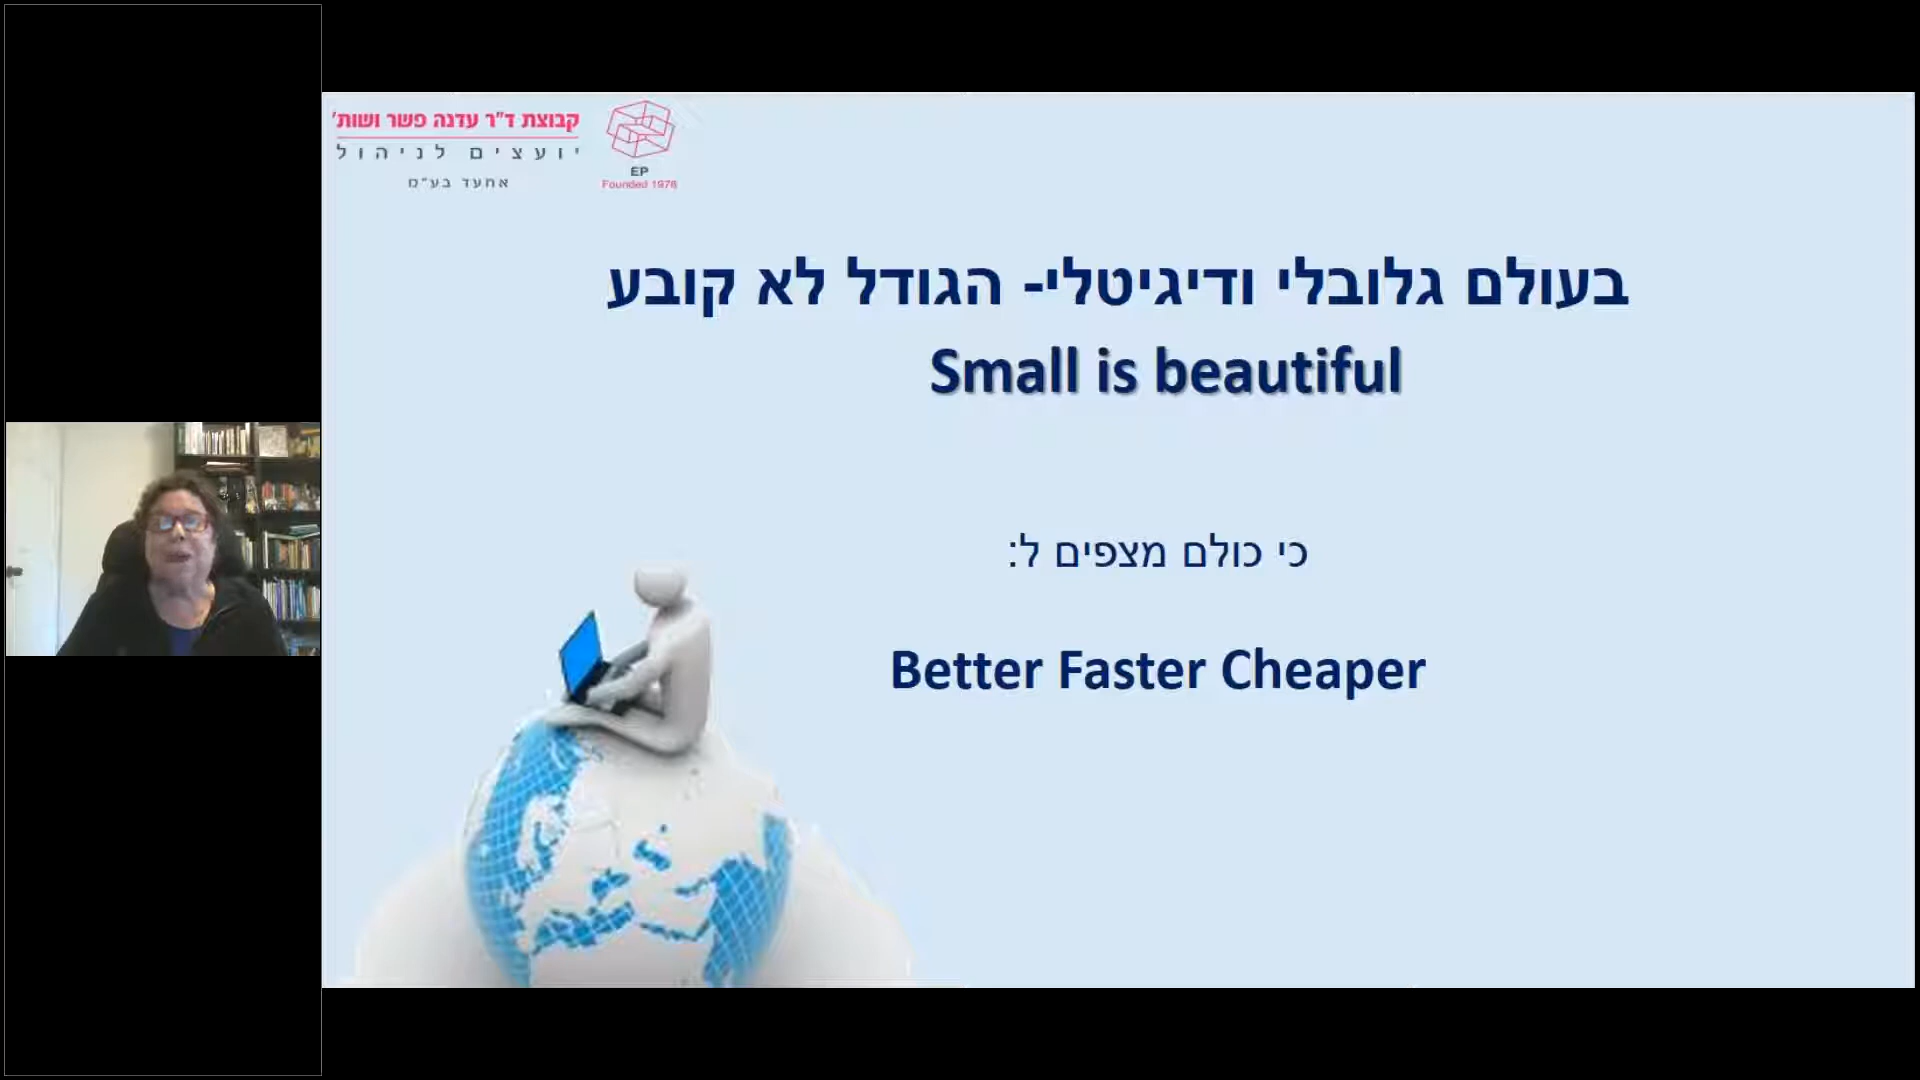 קבוצת ד"ר עדנה פשר ושות'
יועצים לניהול
אחעד בע"מ
EP
Founded 1978
בעולם גלובלי ודיגיטלי- הגודל לא קובע
Small is beautiful
כי כולם מצפים ל:
Better Faster Cheaper